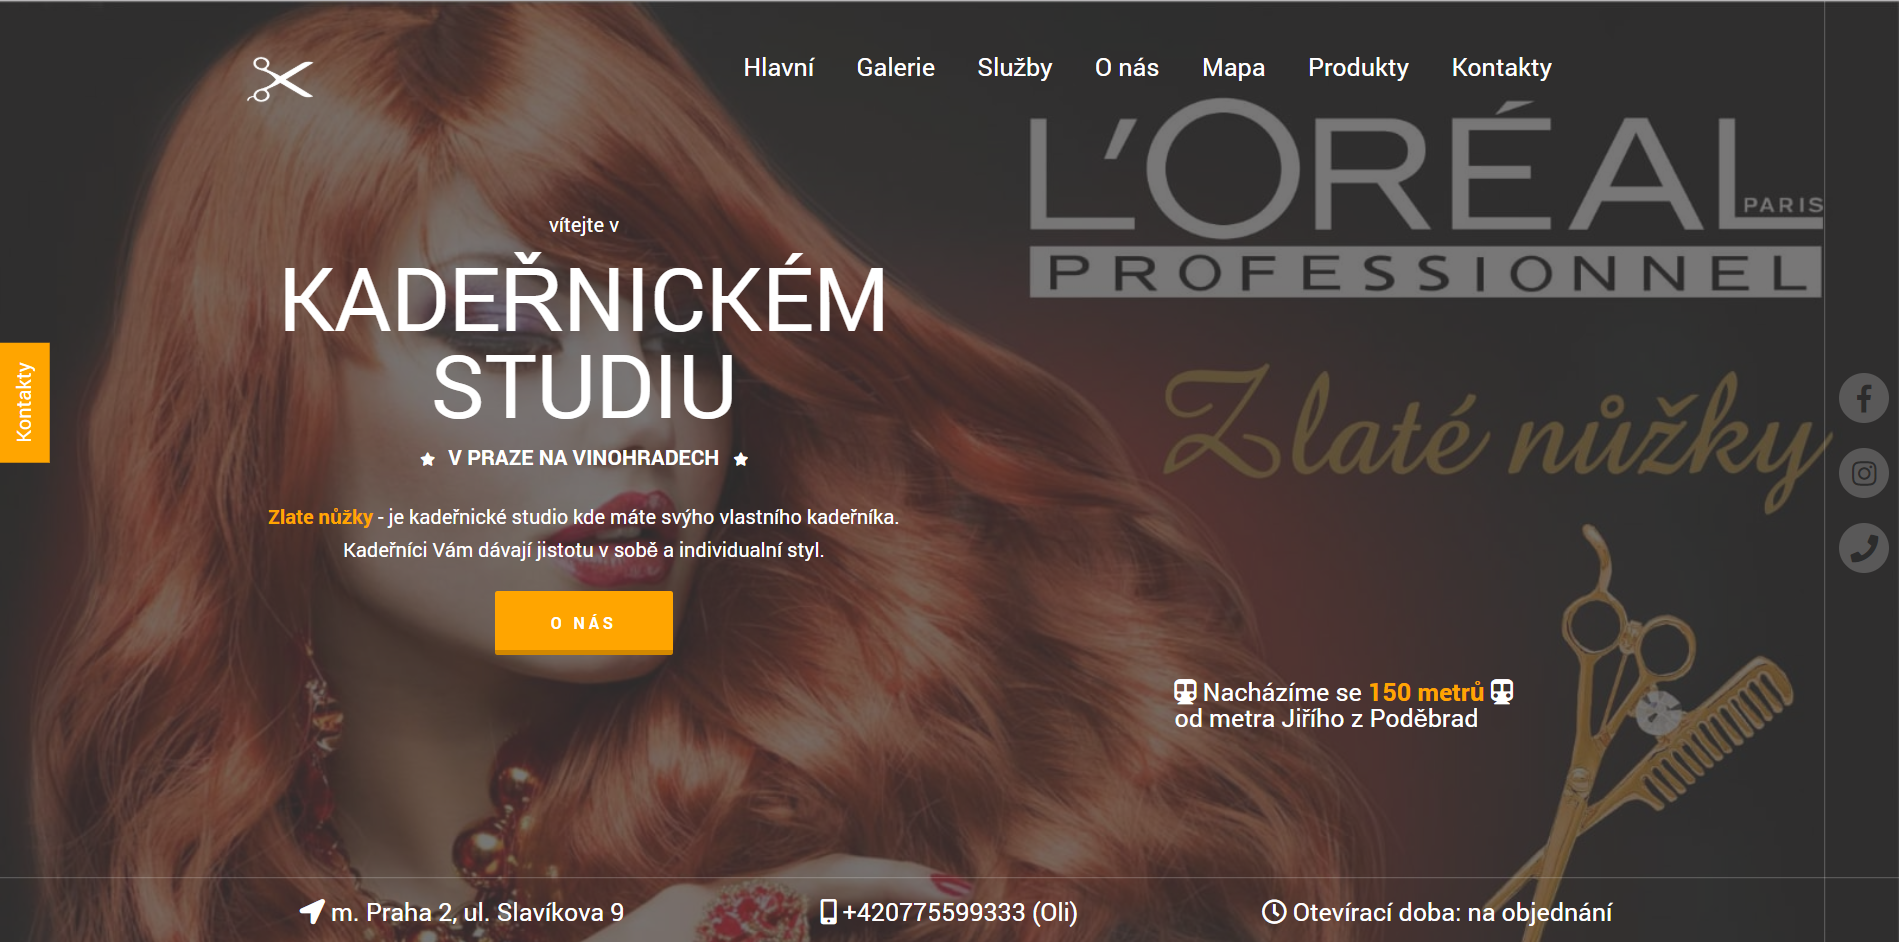 Hlavní Galerie Služby O nás Mapa Produkty Kontakty
L'ORÉAL
PARIS
PROFESSIONNEL
vítejte v
KADEŘNICKÉM
STUDIU
V PRAZE NA VINOHRADECH
Zlate nůžky - je kadeřnické studio kde máte svýho vlastního kadeřníka.
Kadeřníci Vám dávají jistotu v sobě a individualní styl.
O NÁS
Kontakty
Zlaté nůžky
Nacházíme se 150 metrů
od metra Jiřího z Poděbrad
m. Praha 2, ul. Slavíkova 9
+420775599333 (Oli)
Otevírací doba: na objednání